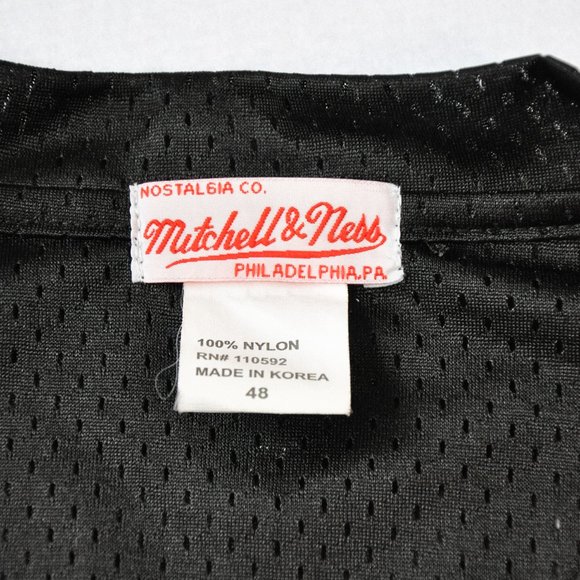 NOSTALGIA CO.
Mitchell & Ness
PHILADELPHIA, PA.
100% NYLON
RN# 110592
MADE IN KOREA
48